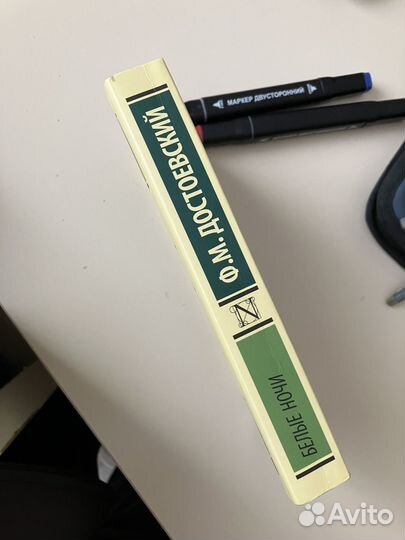 МАРКЕР ДВУСТОРОННИЙ
Ф.М.ДОСТОЕВСКИЙ
БЕЛЫЕ НОЧИ
Avito